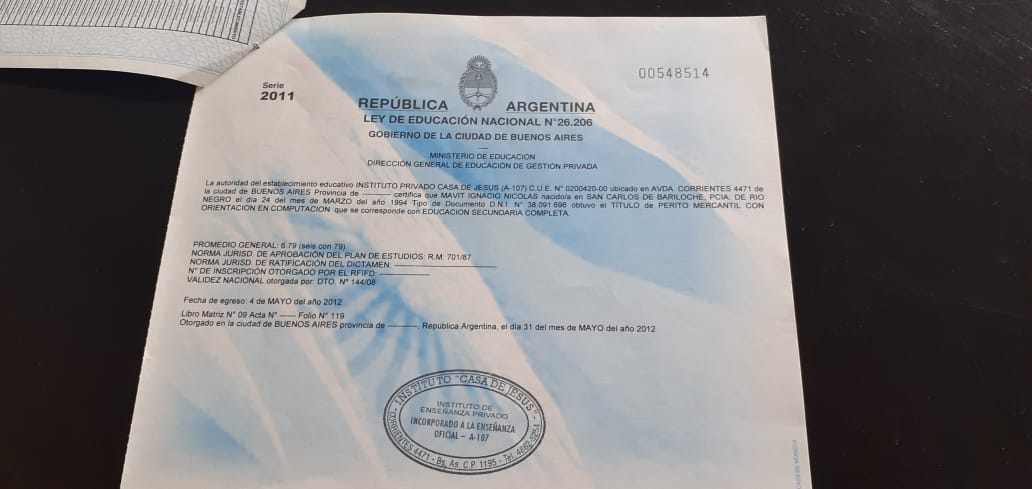 Serie
2011
00548514
REPÚBLICA ARGENTINA
LEY DE EDUCACIÓN NACIONAL N°26.206
GOBIERNO DE LA CIUDAD DE BUENOS AIRES
MINISTERIO DE EDUCACIÓN
DIRECCIÓN GENERAL DE EDUCACIÓN DE GESTIÓN PRIVADA
La autoridad del establecimiento educativo INSTITUTO PRIVADO CASA DE JESUS (A-107) C.U.E. N° 0200420-00 ubicado en AVDA. CORRIENTES 4471 de
la ciudad de BUENOS AIRES Provincia de ---------- certifica que MAVIT IGNACIO NICOLAS nacido/a en SAN CARLOS DE BARILOCHE, PCIA. DE RIO
NEGRO el día 24 del mes de MARZO del año 1994 Tipo de Documento D.N.I. N° 38.091.696 obtuvo el TÍTULO de PERITO MERCANTIL CON
ORIENTACIÓN EN COMPUTACIÓN que se corresponde con EDUCACIÓN SECUNDARIA COMPLETA.
PROMEDIO GENERAL: 6.79 (seis con 79)
NORMA JURISD. DE APROBACIÓN DEL PLAN DE ESTUDIOS: R.M. 701/87
NORMA JURISD. DE RATIFICACIÓN DEL DICTAMEN: ----------
N° DE INSCRIPCIÓN OTORGADO POR EL RFIFD: ----------
VALIDEZ NACIONAL otorgada por: DTO. N° 144/08
Fecha de egreso: 4 de MAYO del año 2012
Libro Matriz N° 09 Acta N° ----- Folio N° 119
Otorgado en la ciudad de BUENOS AIRES provincia de ----------, República Argentina, el día 31 del mes de MAYO del año 2012
INSTITUTO "CASA DE JESUS"
INSTITUTO DE
ENSEÑANZA PRIVADO
INCORPORADO A LA ENSEÑANZA
OFICIAL - A-107
CORRIENTES 4471 - Bs. As. C.P. 1195 - Tel. 4862-5254